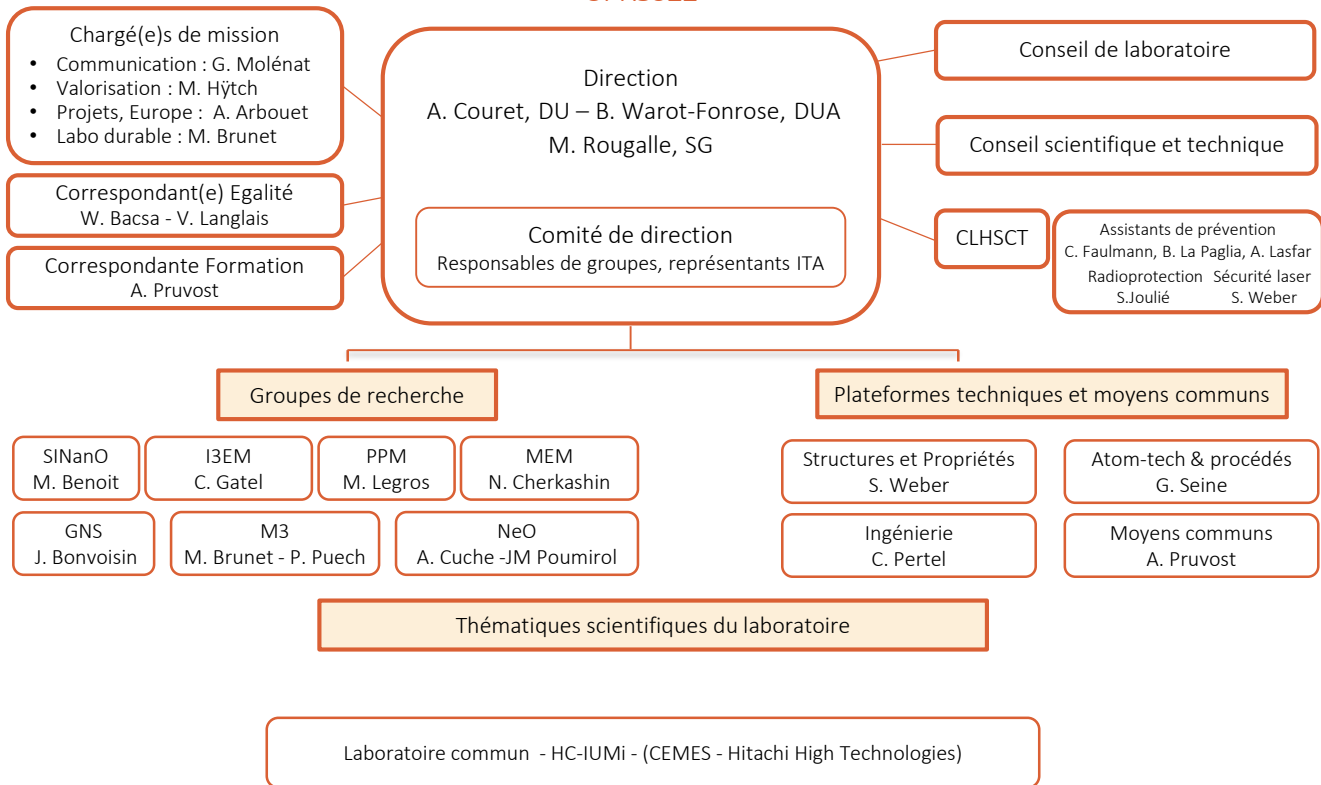 Chargé(e)s de mission
• Communication : G. Molénat
• Valorisation : M. Hÿtch
• Projets, Europe : A. Arbouet
• Labo durable : M. Brunet
Correspondant(e) Egalité
W. Bacsa - V. Langlais
Correspondante Formation
A. Pruvost
Direction
A. Couret, DU – B. Warot-Fonrose, DUA
M. Rougalle, SG
Comité de direction
Responsables de groupes, représentants ITA
Conseil de laboratoire
Conseil scientifique et technique
CLHSCT
Assistants de prévention
C. Faulmann, B. La Paglia, A. Lasfar
Radioprotection Sécurité laser
S.Joulié S. Weber
Groupes de recherche
SINanO
M. Benoit
I3EM
C. Gatel
PPM
M. Legros
MEM
N. Cherkashin
GNS
J. Bonvoisin
M3
M. Brunet - P. Puech
NeO
A. Cuche -JM Poumirol
Plateformes techniques et moyens communs
Structures et Propriétés
S. Weber
Atom-tech & procédés
G. Seine
Ingénierie
C. Pertel
Moyens communs
A. Pruvost
Thématiques scientifiques du laboratoire
Laboratoire commun - HC-IUMi - (CEMES - Hitachi High Technologies)